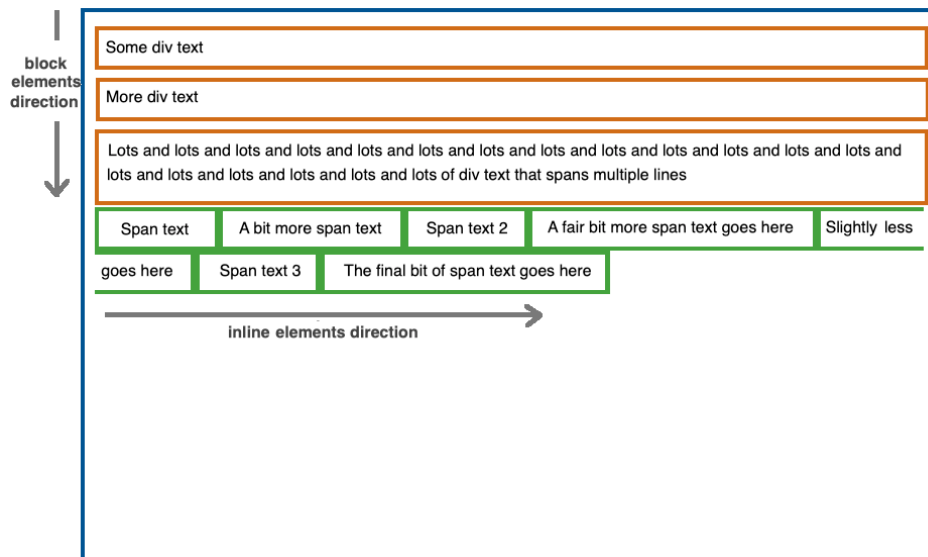 block
elements
direction
Some div text
More div text
Lots and lots and lots and lots and lots and lots and lots and lots and lots and lots and lots and lots and
lots and lots and lots and lots and lots and lots of div text that spans multiple lines
Span text
A bit more span text
Span text 2
A fair bit more span text goes here
Slightly less
goes here
Span text 3
The final bit of span text goes here
inline elements direction